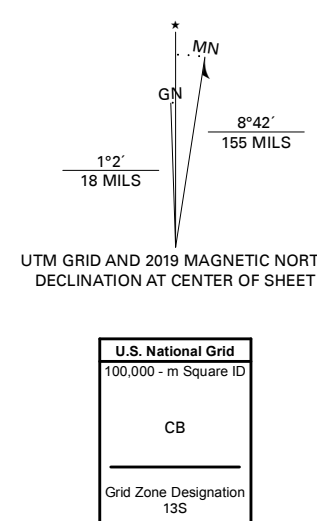 ★
MN
GN
8°42´
155 MILS
1°2´
18 MILS
UTM GRID AND 2019 MAGNETIC NORT
DECLINATION AT CENTER OF SHEET
U.S. National Grid
100,000 - m Square ID
CB
Grid Zone Designation
13S